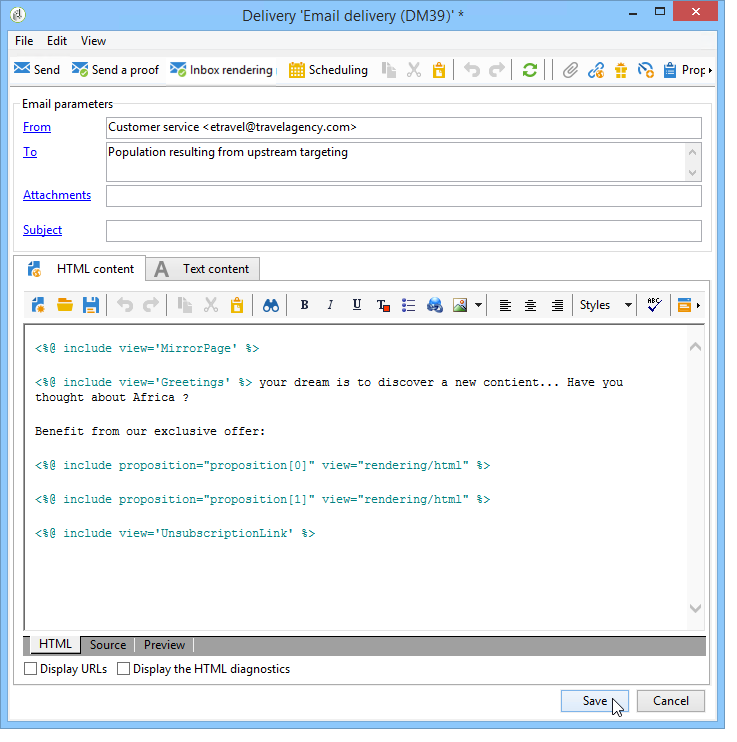 Delivery 'Email delivery (DM39)' *
File Edit View
Send Send a proof Inbox rendering Scheduling Prop
Email parameters
From Customer service <etravel@travelagency.com>
To Population resulting from upstream targeting
Attachments
Subject
HTML content A Text content
B I U T Styles ABC
<%@ include view='MirrorPage' %>
<%@ include view='Greetings' %> your dream is to discover a new contient... Have you
thought about Africa ?
Benefit from our exclusive offer:
<%@ include proposition="proposition[0]" view="rendering/html" %>
<%@ include proposition="proposition[1]" view="rendering/html" %>
<%@ include view='UnsubscriptionLink' %>
HTML Source Preview
Display URLs Display the HTML diagnostics
Save Cancel